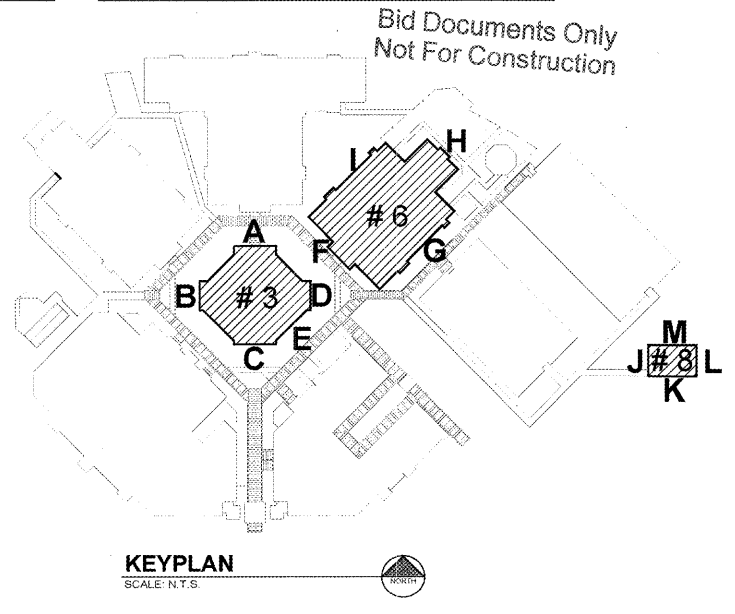 Bid Documents Only
Not For Construction
H
I
# 6
A
F
G
B
# 3
D
E
C
M
J
# 8
L
K
KEYPLAN
SCALE: N.T.S.
NORTH